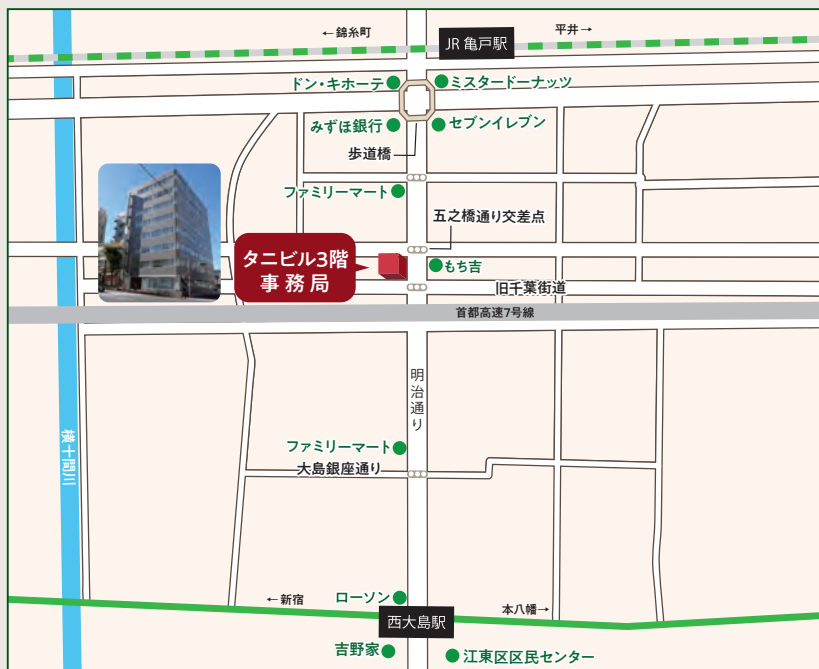 ←錦糸町
平井→
JR 亀戸駅
ドン・キホーテ
ミスタードーナッツ
みずほ銀行
セブンイレブン
歩道橋
ファミリーマート
五之橋通り交差点
タニビル3階
事務局
もち吉
旧千葉街道
首都高速7号線
明治通り
横十間川
ファミリーマート
大島銀座通り
←新宿
ローソン
本八幡→
西大島駅
吉野家
江東区区民センター